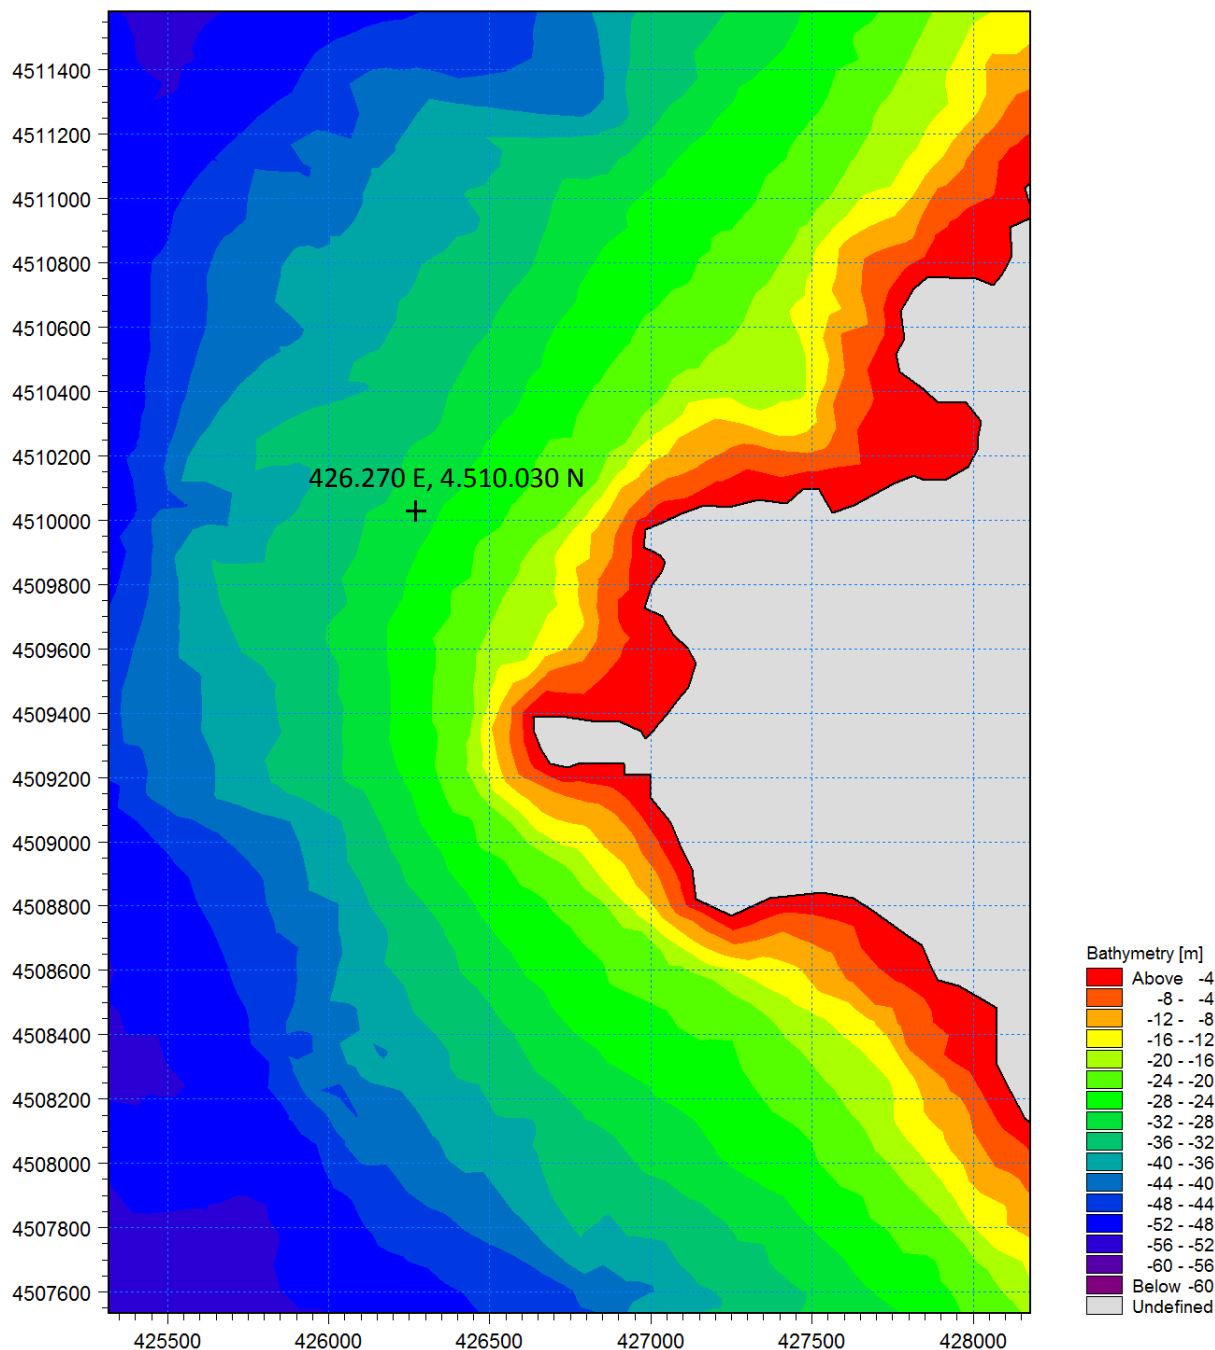 4511400
4511200
4511000
4510800
4510600
4510400
4510200
426.270 E, 4.510.030 N
4510000
4509800
4509600
4509400
4509200
4509000
4508800
4508600
4508400
4508200
4508000
4507800
4507600
425500 426000 426500 427000 427500 428000
Bathymetry [m]
Above -4
-8 - -4
-12 - -8
-16 - -12
-20 - -16
-24 - -20
-28 - -24
-32 - -28
-36 - -32
-40 - -36
-44 - -40
-48 - -44
-52 - -48
-56 - -52
-60 - -56
Below -60
Undefined